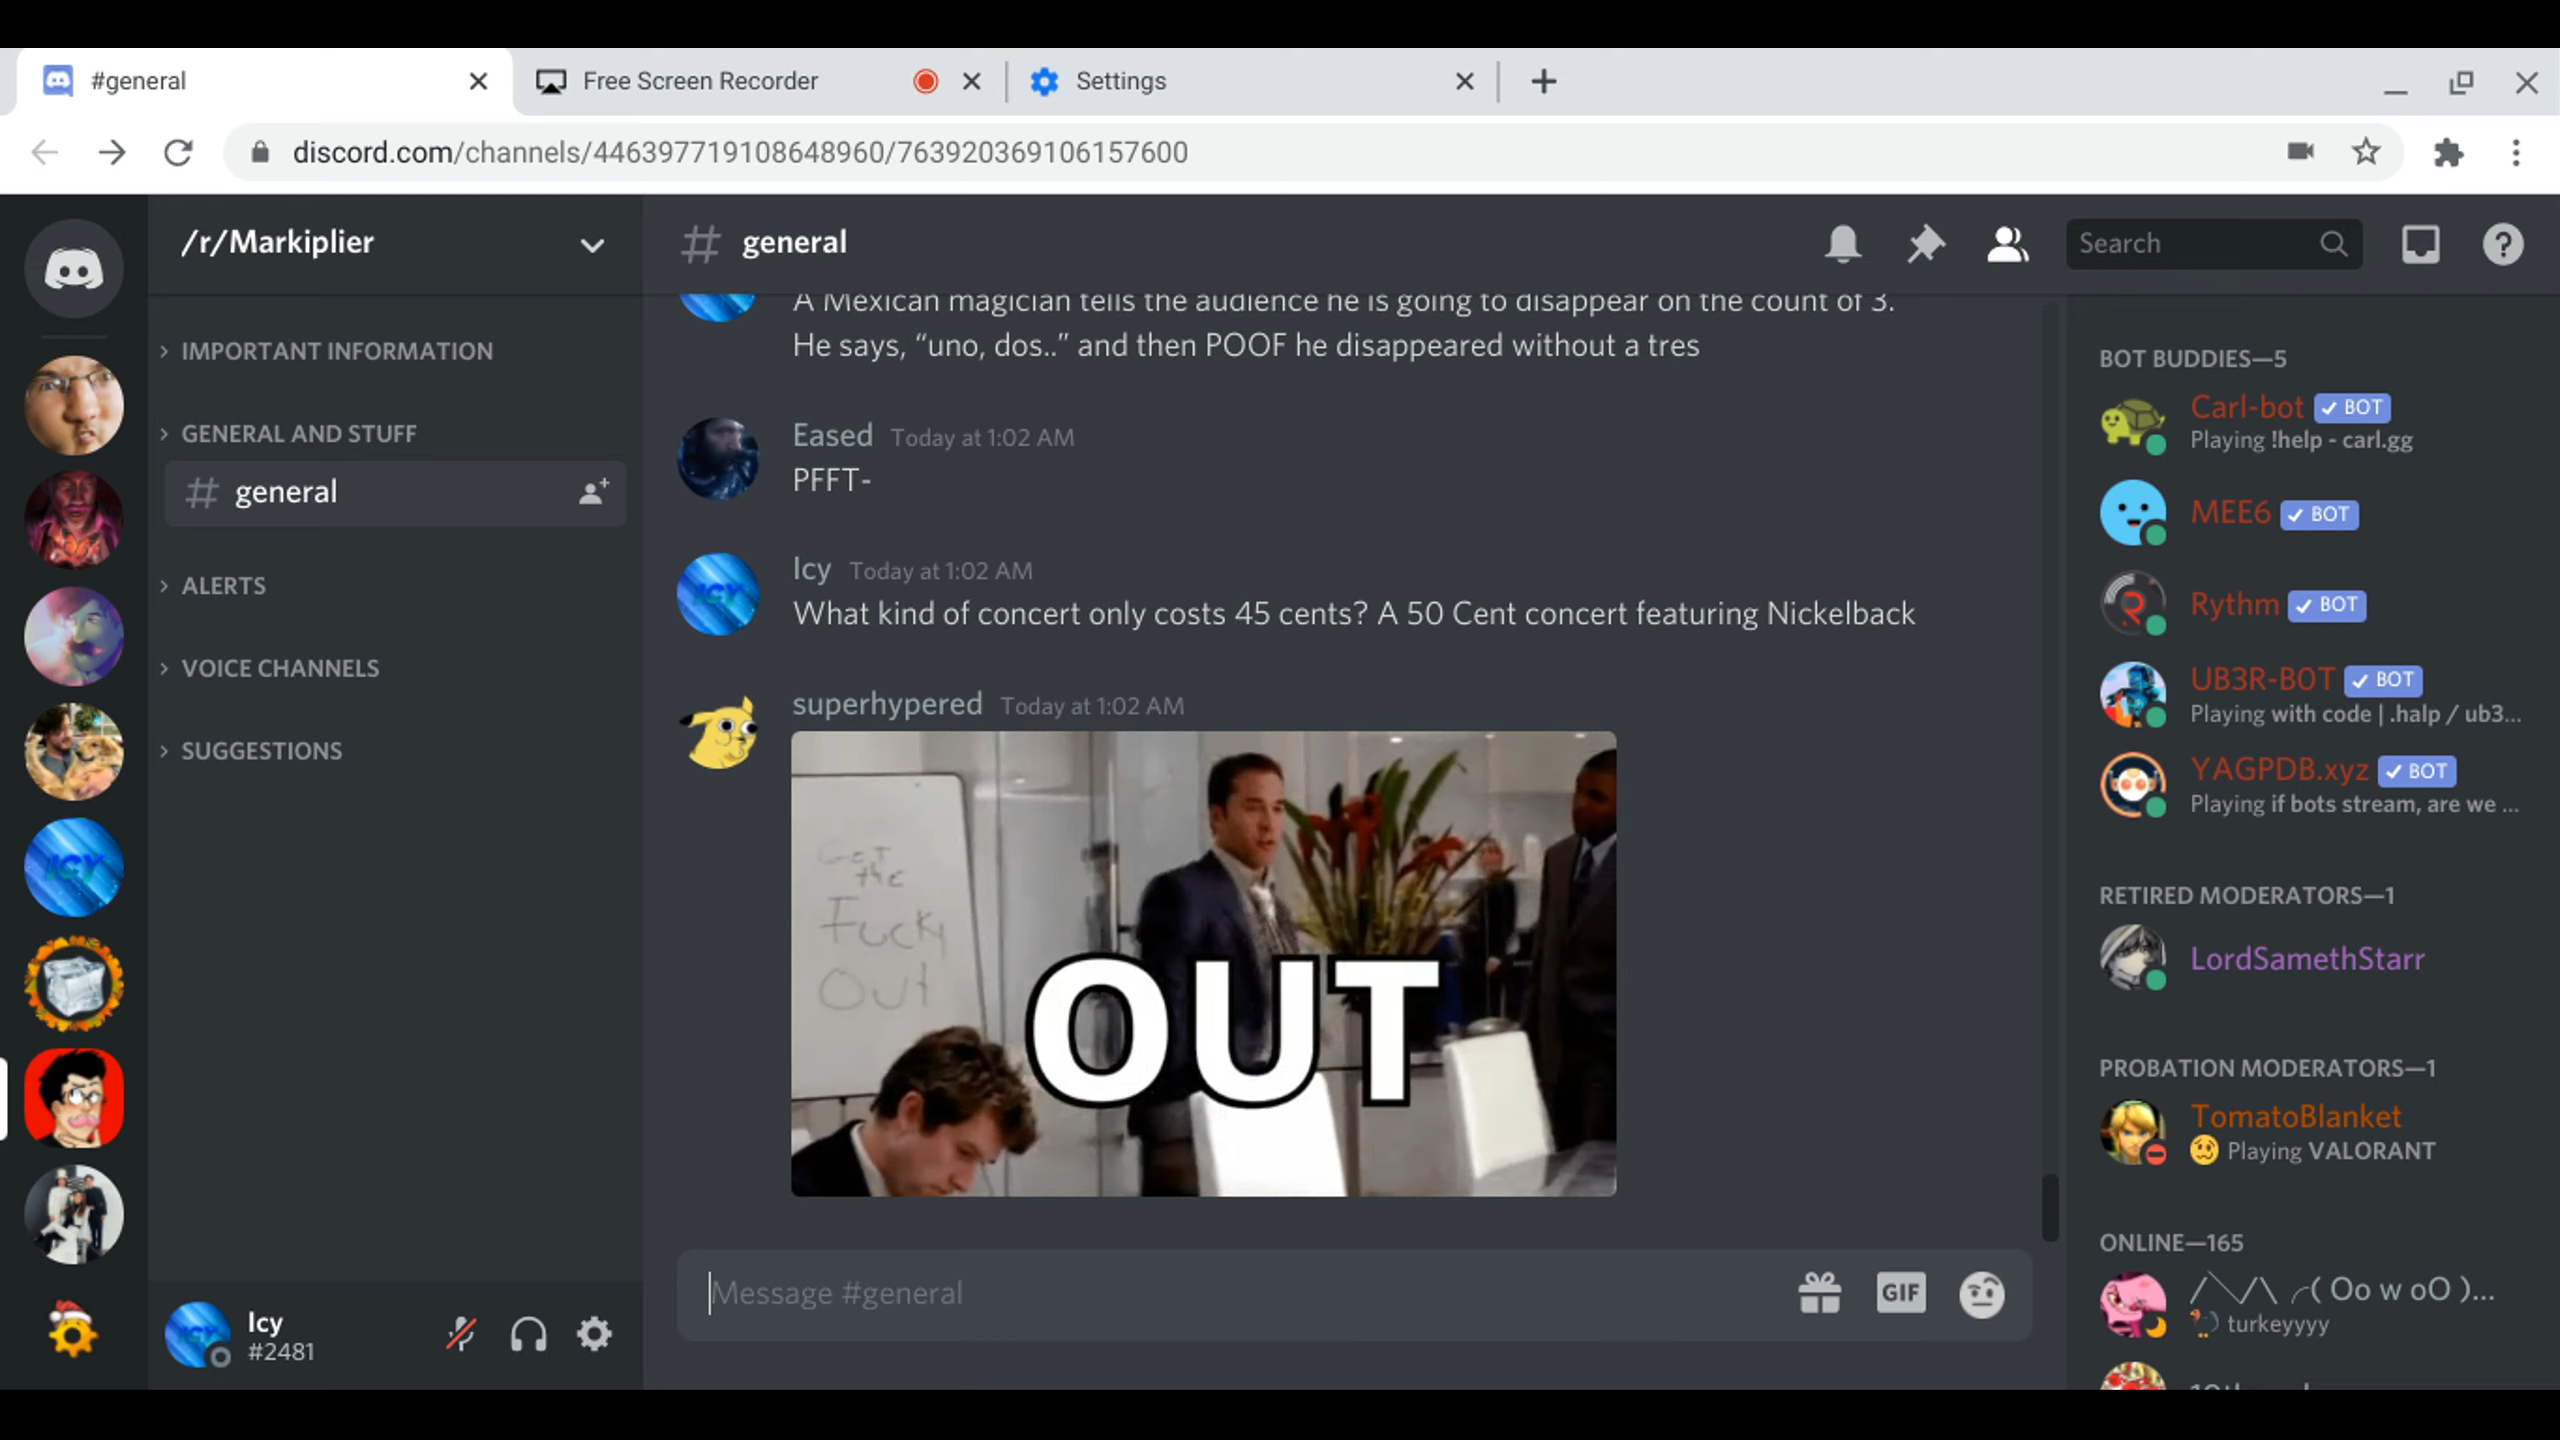 #general
Free Screen Recorder
Settings
discord.com/channels/446397719108648960/763920369106157600
/r/Markiplier
general
Search
IMPORTANT INFORMATION
GENERAL AND STUFF
general
ALERTS
VOICE CHANNELS
SUGGESTIONS
ICY
Icy
#2481
A Mexican magician tells the audience he is going to disappear on the count of 3.
He says, “uno, dos..” and then POOF he disappeared without a tres
Eased Today at 1:02 AM
PFFT-
ICY
Icy Today at 1:02 AM
What kind of concert only costs 45 cents? A 50 Cent concert featuring Nickelback
superhypered Today at 1:02 AM
Get
the
Fuck
Out
OUT
Message #general
GIF
BOT BUDDIES—5
Carl-bot BOT
Playing !help - carl.gg
MEE6 BOT
Rythm BOT
UB3R-B0T BOT
Playing with code | .halp / ub3...
YAGPDB.xyz BOT
Playing if bots stream, are we ...
RETIRED MODERATORS—1
LordSamethStarr
PROBATION MODERATORS—1
TomatoBlanket
Playing VALORANT
ONLINE—165
/╲/\ ╭( Oo w oO )...
turkeyyyy